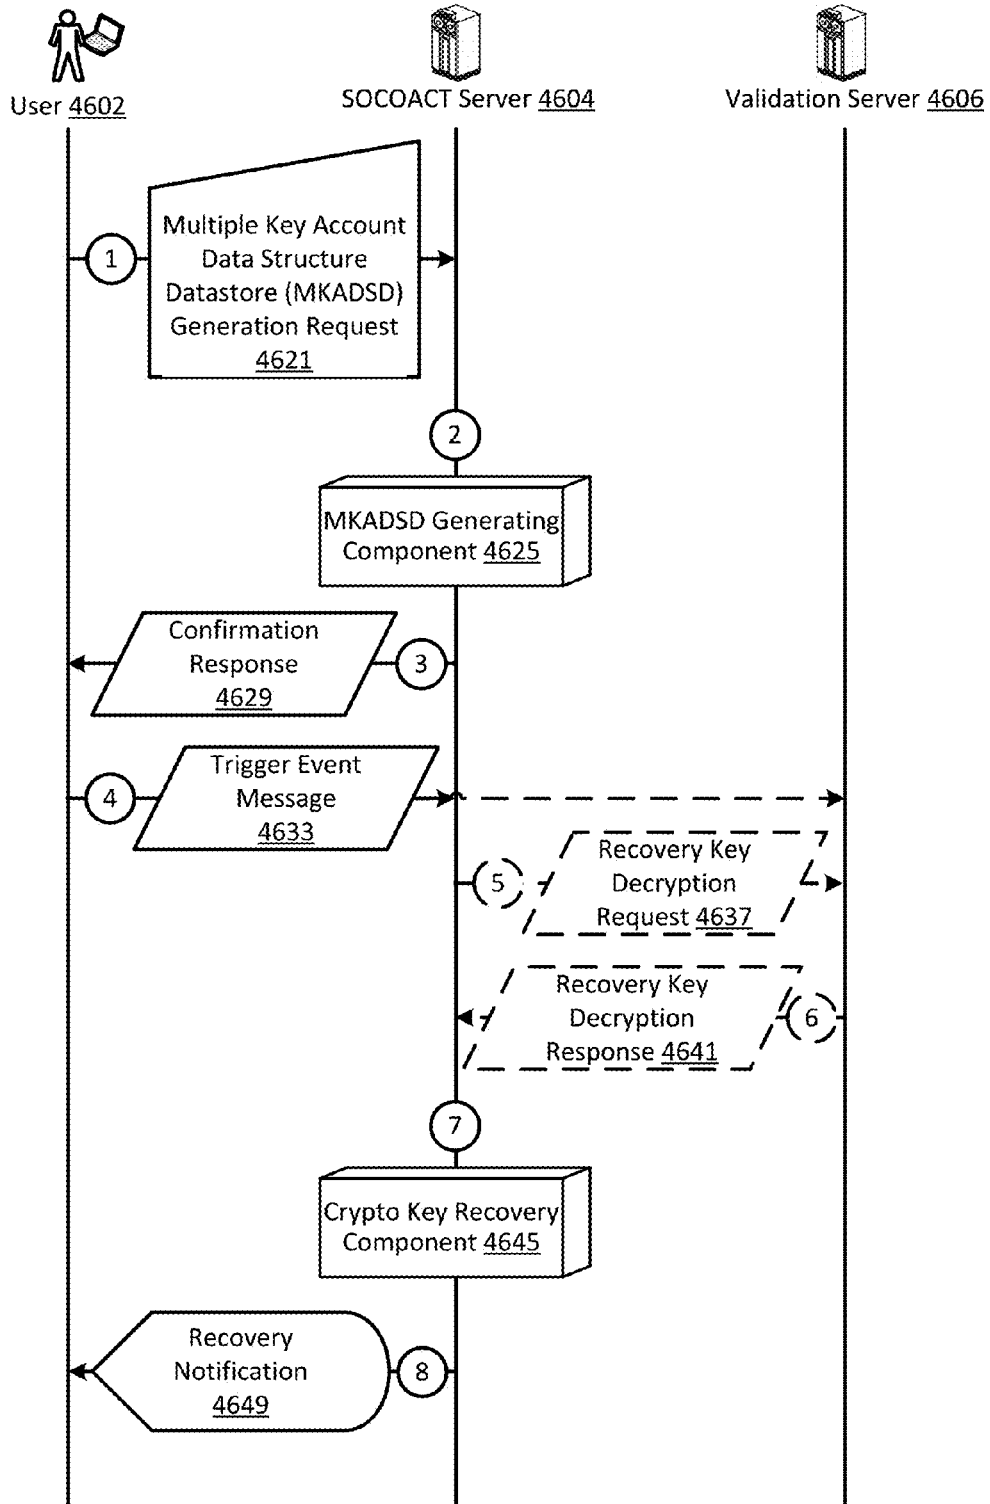 User 4602
SOCOACT Server 4604
Validation Server 4606
1
Multiple Key Account
Data Structure
Datastore (MKADSD)
Generation Request
4621
2
MKADSD Generating
Component 4625
Confirmation
Response
4629
3
4
Trigger Event
Message
4633
5
Recovery Key
Decryption
Request 4637
Recovery Key
Decryption
Response 4641
6
7
Crypto Key Recovery
Component 4645
Recovery
Notification
4649
8